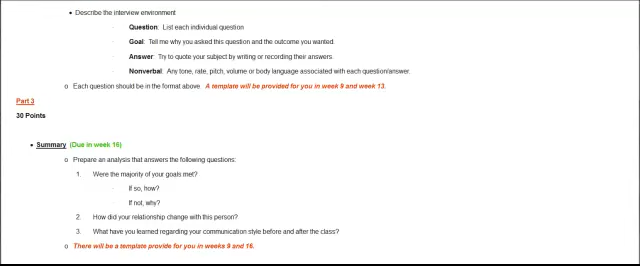 • Describe the interview environment
Question: List each individual question
Goal: Tell me why you asked this question and the outcome you wanted.
Answer: Try to quote your subject by writing or recording their answers.
Nonverbal: Any tone, rate, pitch, volume or body language associated with each question/answer.
o Each question should be in the format above. A template will be provided for you in week 9 and week 13.
Part 3
30 Points
• Summary (Due in week 16)
o Prepare an analysis that answers the following questions:
1. Were the majority of your goals met?
If so, how?
If not, why?
2. How did your relationship change with this person?
3. What have you learned regarding your communication style before and after the class?
o There will be a template provide for you in weeks 9 and 16.